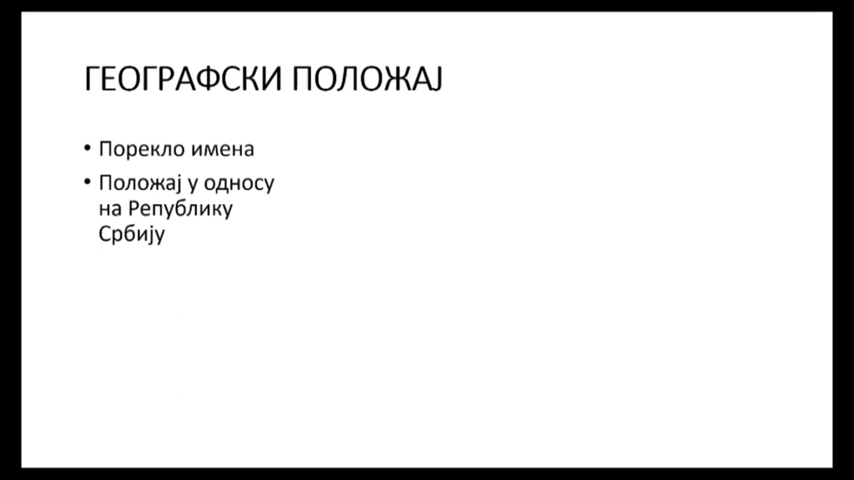 ГЕОГРАФСКИ ПОЛОЖАЈ
• Порекло имена
• Положај у односу
на Републику
Србију